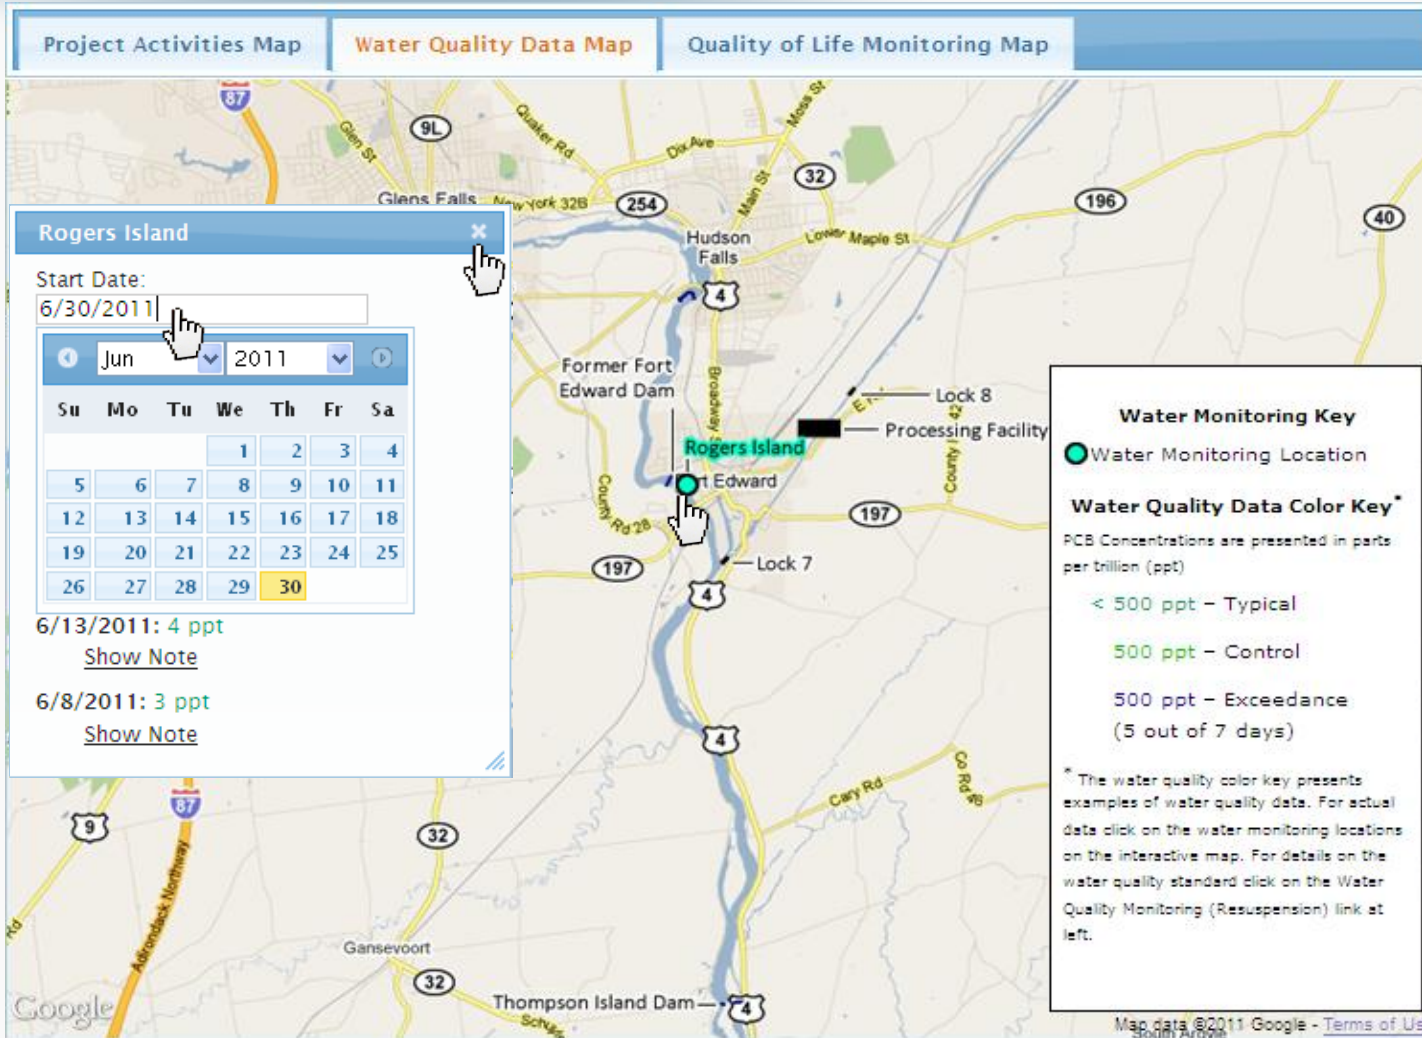 Project Activities Map
Water Quality Data Map
Quality of Life Monitoring Map
87
9L
Glen St
Quaker Rd
Dix Ave
Moss St
32
Main St
Glens Falls
New York 32B
254
196
40
Hudson
Falls
Lower Maple St
4
Rogers Island
Start Date:
6/30/2011
Jun 2011
Su Mo Tu We Th Fr Sa
1 2 3 4
5 6 7 8 9 10 11
12 13 14 15 16 17 18
19 20 21 22 23 24 25
26 27 28 29 30
6/13/2011: 4 ppt
Show Note
6/8/2011: 3 ppt
Show Note
Former Fort
Edward Dam
Broadway
Lock 8
Processing Facility
Rogers Island
Edward
County Rd 28
County 42
197
197
Lock 7
4
4
Cary Rd
Co Rd 46
9
87
32
Adirondack Northway
Rd
Gansevoort
32
Thompson Island Dam
4
Google
Water Monitoring Key
Water Monitoring Location
Water Quality Data Color Key*
PCB Concentrations are presented in parts
per trillion (ppt)
< 500 ppt – Typical
500 ppt – Control
500 ppt – Exceedance
(5 out of 7 days)
* The water quality color key presents
examples of water quality data. For actual
data click on the water monitoring locations
on the interactive map. For details on the
water quality standard click on the Water
Quality Monitoring (Resuspension) link at
left.
Map data ©2011 Google - Terms of Us
South Argyle